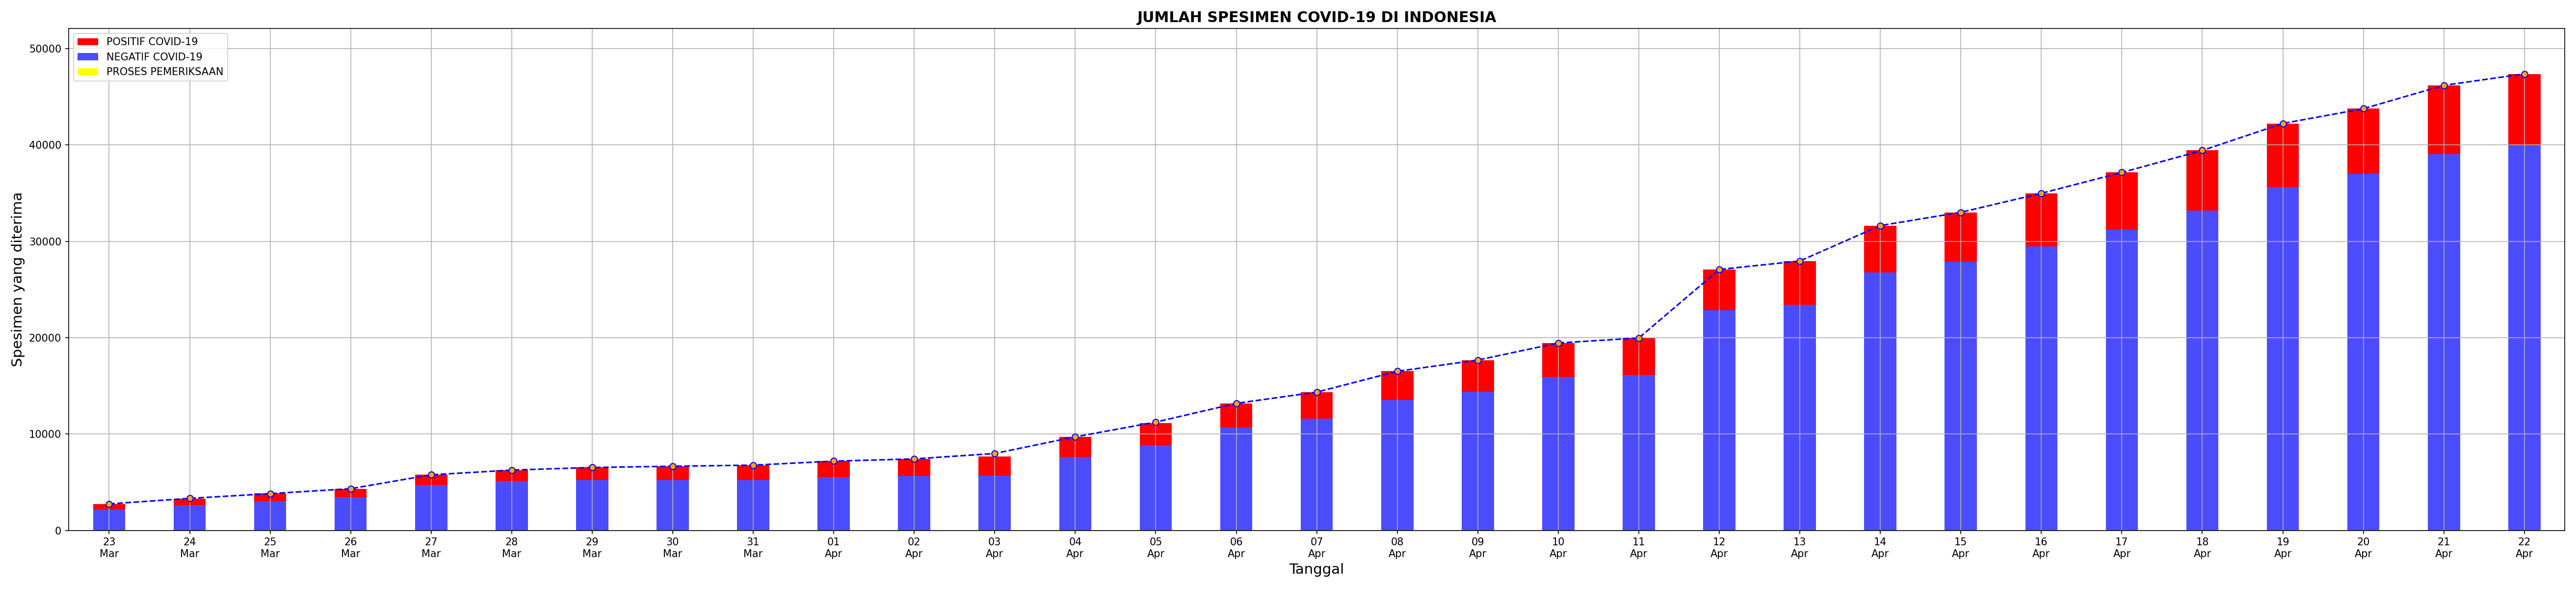 JUMLAH SPESIMEN COVID-19 DI INDONESIA
POSITIF COVID-19
NEGATIF COVID-19
PROSES PEMERIKSAAN
Spesimen yang diterima
50000
40000
30000
20000
10000
0
23 24 25 26 27 28 29 30 31 01 02 03 04 05 06 07 08 09 10 11 12 13 14 15 16 17 18 19 20 21 22
Mar Mar Mar Mar Mar Mar Mar Mar Mar Apr Apr Apr Apr Apr Apr Apr Apr Apr Apr Apr Apr Apr Apr Apr Apr Apr Apr Apr Apr Apr Apr
Tanggal